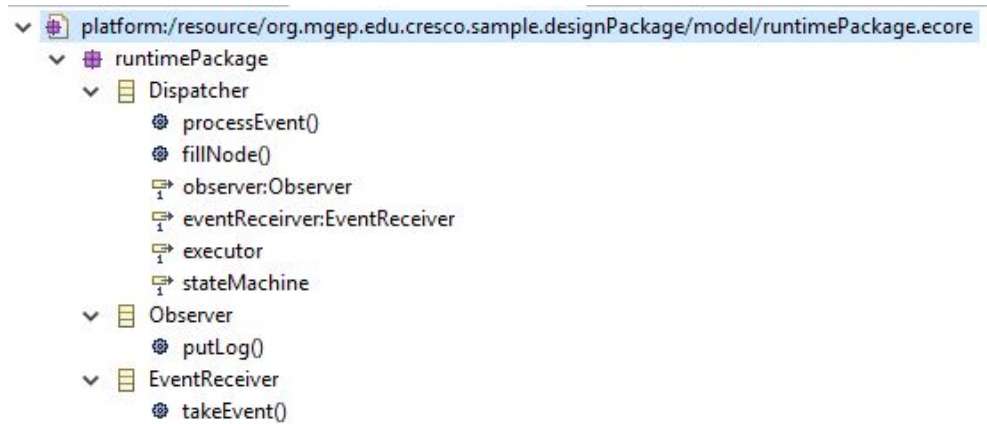 platform:/resource/org.mgep.edu.cresco.sample.designPackage/model/runtimePackage.ecore
runtimePackage
Dispatcher
processEvent()
fillNode()
observer:Observer
eventReceirver:EventReceiver
executor
stateMachine
Observer
putLog()
EventReceiver
takeEvent()